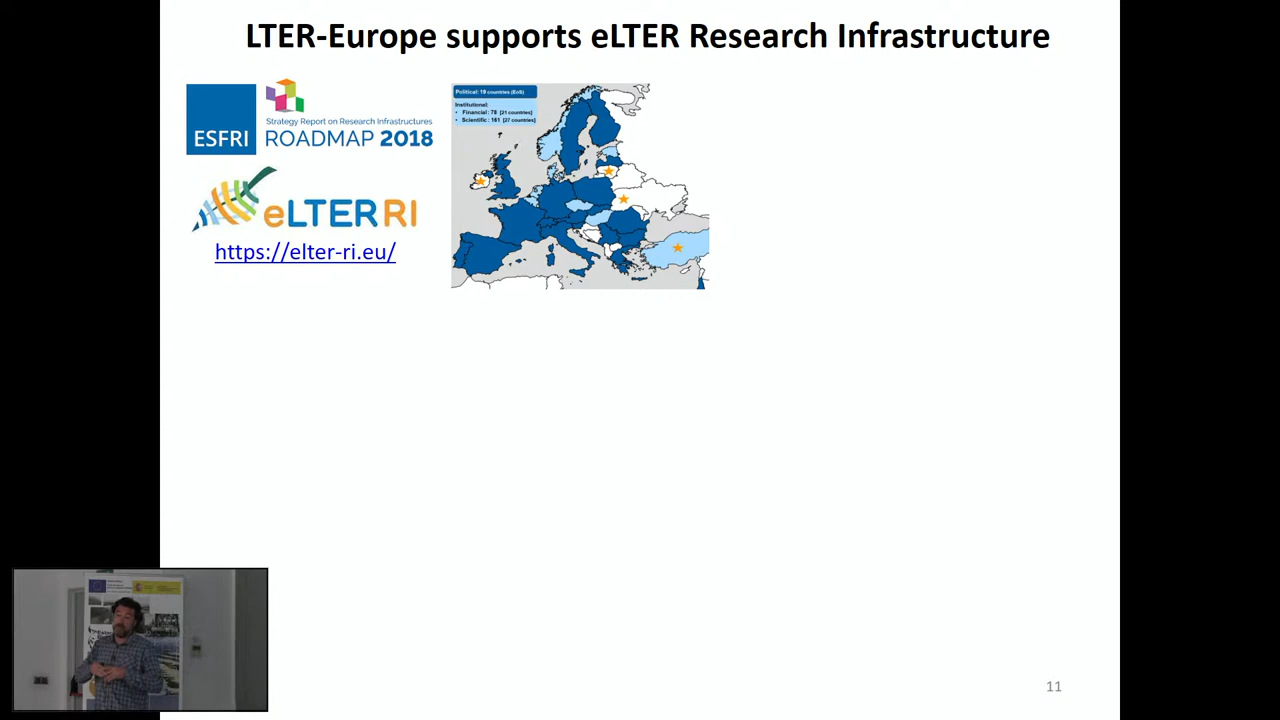 LTER-Europe supports eLTER Research Infrastructure
ESFRI
Strategy Report on Research Infrastructures
ROADMAP 2018
eLTER RI
https://elter-ri.eu/
Political: 19 countries (EoS)
Institutional:
• Financial : 78 [21 countries]
• Scientific : 161 [27 countries]
11